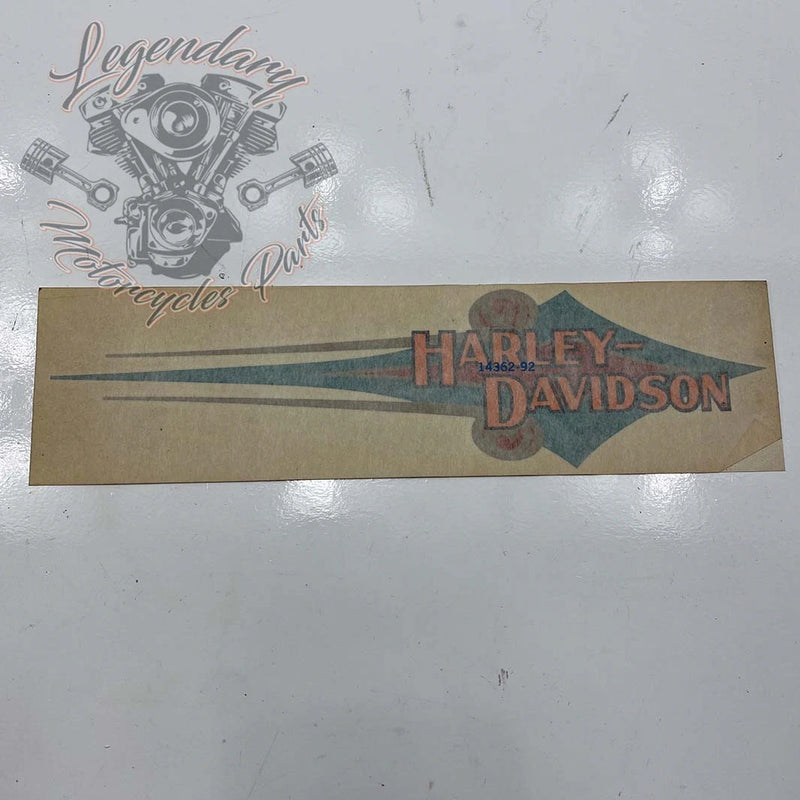 Legendary
Motorcycles Parts
HARLEY-
14362-92
DAVIDSON